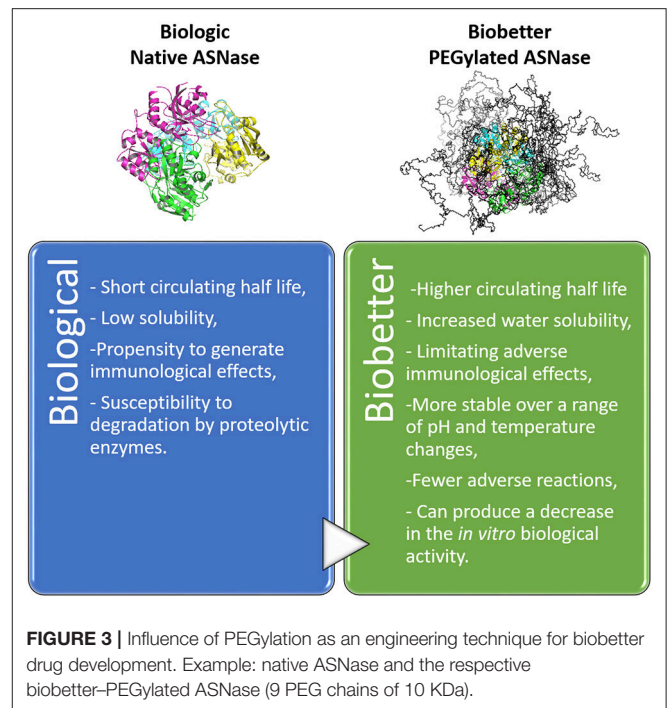 Biologic
Native ASNase
Biobetter
PEGylated ASNase
Biological
- Short circulating half life,
- Low solubility,
-Propensity to generate
immunological effects,
- Susceptibility to
degradation by proteolytic
enzymes.
Biobetter
-Higher circulating half life
- Increased water solubility,
- Limitating adverse
immunological effects,
-More stable over a range
of pH and temperature
changes,
-Fewer adverse reactions,
- Can produce a decrease
in the in vitro biological
activity.
FIGURE 3 | Influence of PEGylation as an engineering technique for biobetter
drug development. Example: native ASNase and the respective
biobetter–PEGylated ASNase (9 PEG chains of 10 KDa).